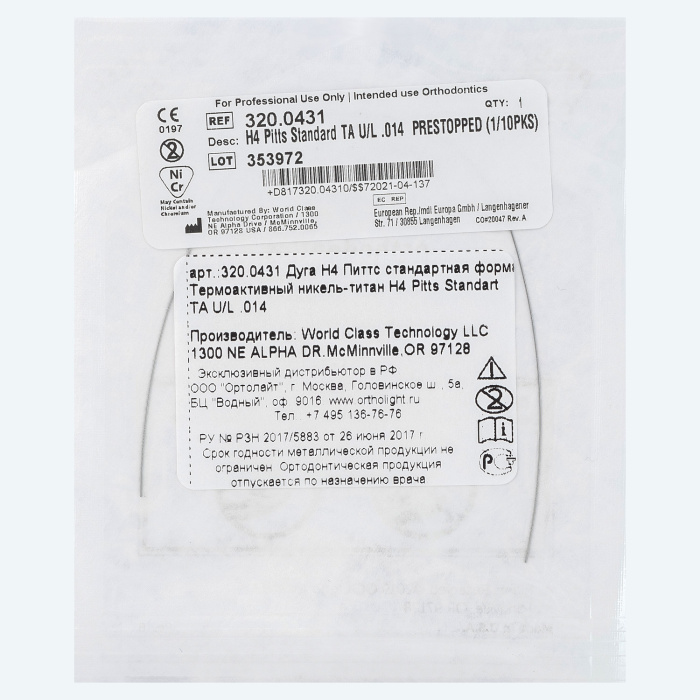 For Professional Use Only | Intended use Orthodontics
CE 0197
REF 320.0431
QTY: 1
Desc: H4 Pitts Standard TA U/L .014 PRESTOPPED (1/10PKS)
LOT 353972
2
Ni
Cr
May Contain
Nickel and/or
Chromium
+D817320.04310/$$72021-04-137
Manufactured By: World Class
Technology Corporation / 1300
NE Alpha Drive / McMinnville,
OR 97128 USA / 866.752.0065
EC REP
European Rep./mdi Europa Gmbh / Langenhagener
Str. 71 / 30855 Langenhagen
CO#20047 Rev. A
арт.:320.0431 Дуга H4 Питтс стандартная форма
Термоактивный никель-титан H4 Pitts Standart
TA U/L .014
Производитель: World Class Technology LLC
1300 NE ALPHA DR.McMinnville,OR 97128
Эксклюзивный дистрибьютор в РФ
ООО "Ортолайт", г. Москва, Головинское ш., 5а,
БЦ "Водный", оф. 9016 www.ortholight.ru
Тел.: +7 495 136-76-76
РУ № РЗН 2017/5883 от 26 июня 2017 г.
Срок годности металлической продукции не
ограничен. Ортодонтическая продукция
отпускается по назначению врача
2